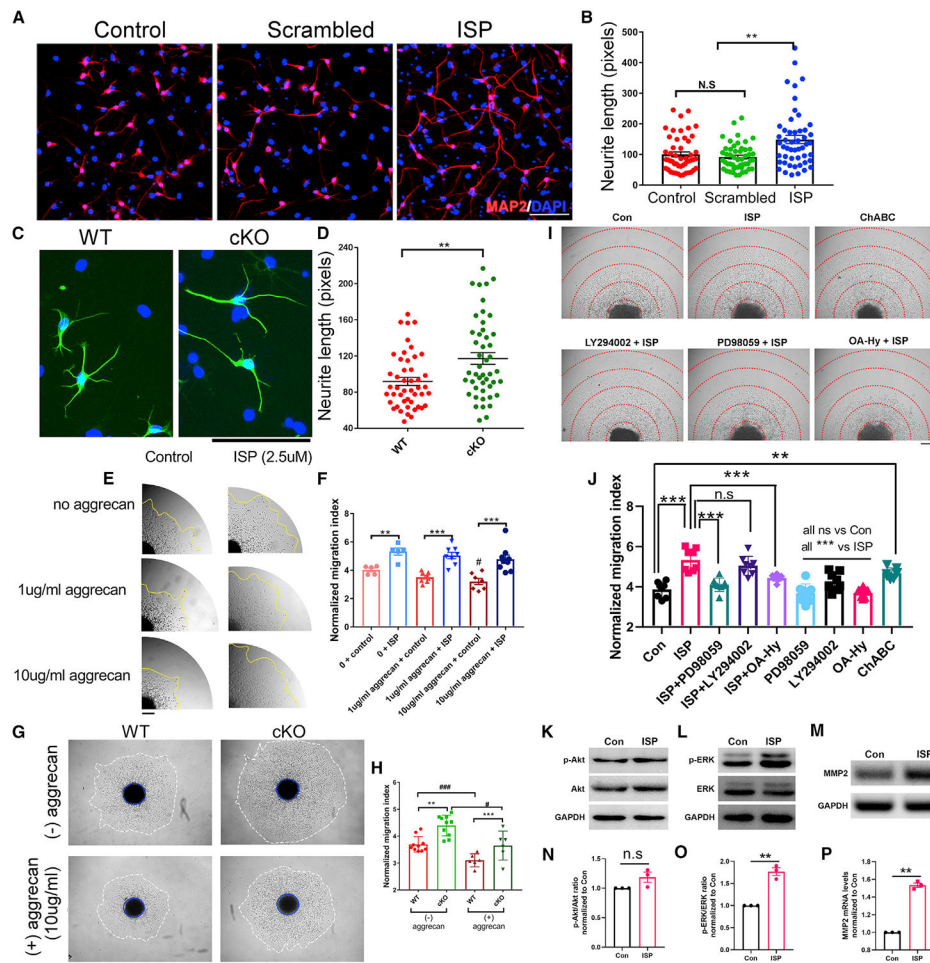 A
Control
Scrambled
ISP
MAP2/DAPI
B
Neurite length (pixels)
500
400
300
200
100
0
N.S
**
Control
Scrambled
ISP
C
WT
cKO
D
Neurite length (pixels)
240
200
160
120
80
40
**
WT
cKO
E
Control
ISP (2.5uM)
no aggrecan
1ug/ml aggrecan
10ug/ml aggrecan
F
Normalized migration index
8
6
4
2
0
**
***
#
***
0 + control
0 + ISP
1ug/ml aggrecan + control
1ug/ml aggrecan + ISP
10ug/ml aggrecan + control
10ug/ml aggrecan + ISP
G
WT
cKO
(-) aggrecan
(+) aggrecan
(10ug/ml)
H
Normalized migration index
6
5
4
3
2
###
**
#
***
WT
cKO
WT
cKO
(-)
(+)
aggrecan
aggrecan
I
Con
ISP
ChABC
LY294002 + ISP
PD98059 + ISP
OA-Hy + ISP
J
Normalized migration index
8
6
4
2
**
***
***
n.s
***
all ns vs Con
all *** vs ISP
Con
ISP
ISP+PD98059
ISP+LY294002
ISP+OA-Hy
PD98059
LY294002
OA-Hy
ChABC
K
Con
ISP
p-Akt
Akt
GAPDH
L
Con
ISP
p-ERK
ERK
GAPDH
M
Con
ISP
MMP2
GAPDH
N
p-Akt/Akt ratio
normalized to Con
1.5
1.0
0.5
0.0
n.s
Con
ISP
O
p-ERK/ERK ratio
normalized to Con
2.0
1.5
1.0
0.5
0.0
**
Con
ISP
P
MMP2 mRNA levels
normalized to Con
1.8
1.6
1.4
1.2
1.0
**
Con
ISP